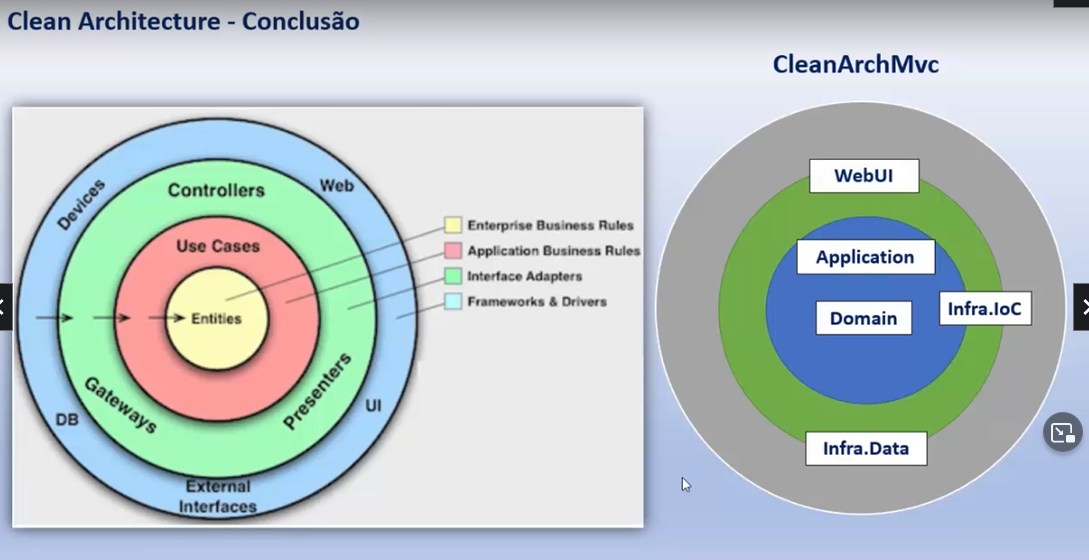 Clean Architecture - Conclusão
CleanArchMvc
Devices
Controllers
Web
Use Cases
Entities
Gateways
Presenters
DB
UI
External
Interfaces
Enterprise Business Rules
Application Business Rules
Interface Adapters
Frameworks & Drivers
WebUI
Application
Domain
Infra.IoC
Infra.Data